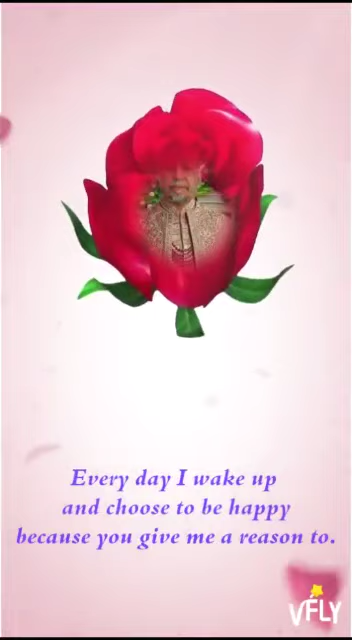 Every day I wake up
and choose to be happy
because you give me a reason to.
VFLY